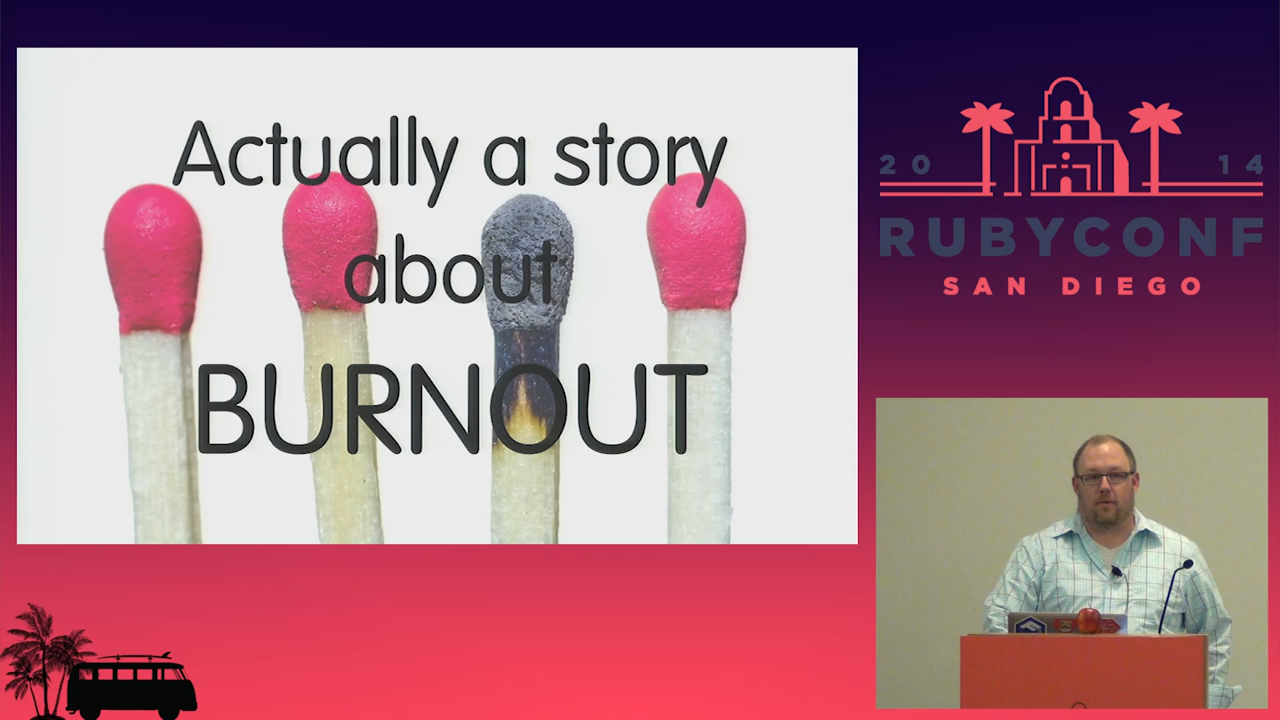 Actually a story
about
BURNOUT
20 14
RUBYCONF
SAN DIEGO